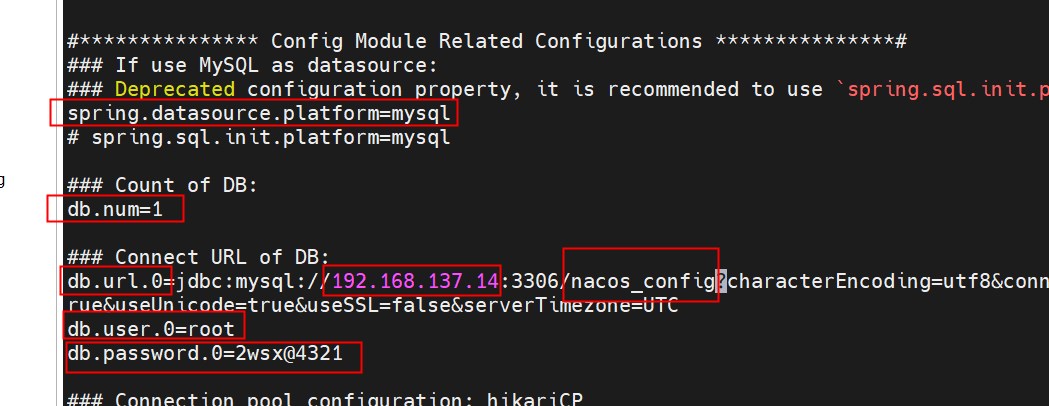 #*************** Config Module Related Configurations ***************#
### If use MySQL as datasource:
### Deprecated configuration property, it is recommended to use `spring.sql.init.p
spring.datasource.platform=mysql
# spring.sql.init.platform=mysql
g
### Count of DB:
db.num=1
### Connect URL of DB:
db.url.0=jdbc:mysql://192.168.137.14:3306/nacos_config?characterEncoding=utf8&conn
rue&useUnicode=true&useSSL=false&serverTimezone=UTC
db.user.0=root
db.password.0=2wsx@4321
### Connection pool configuration: hikariCP